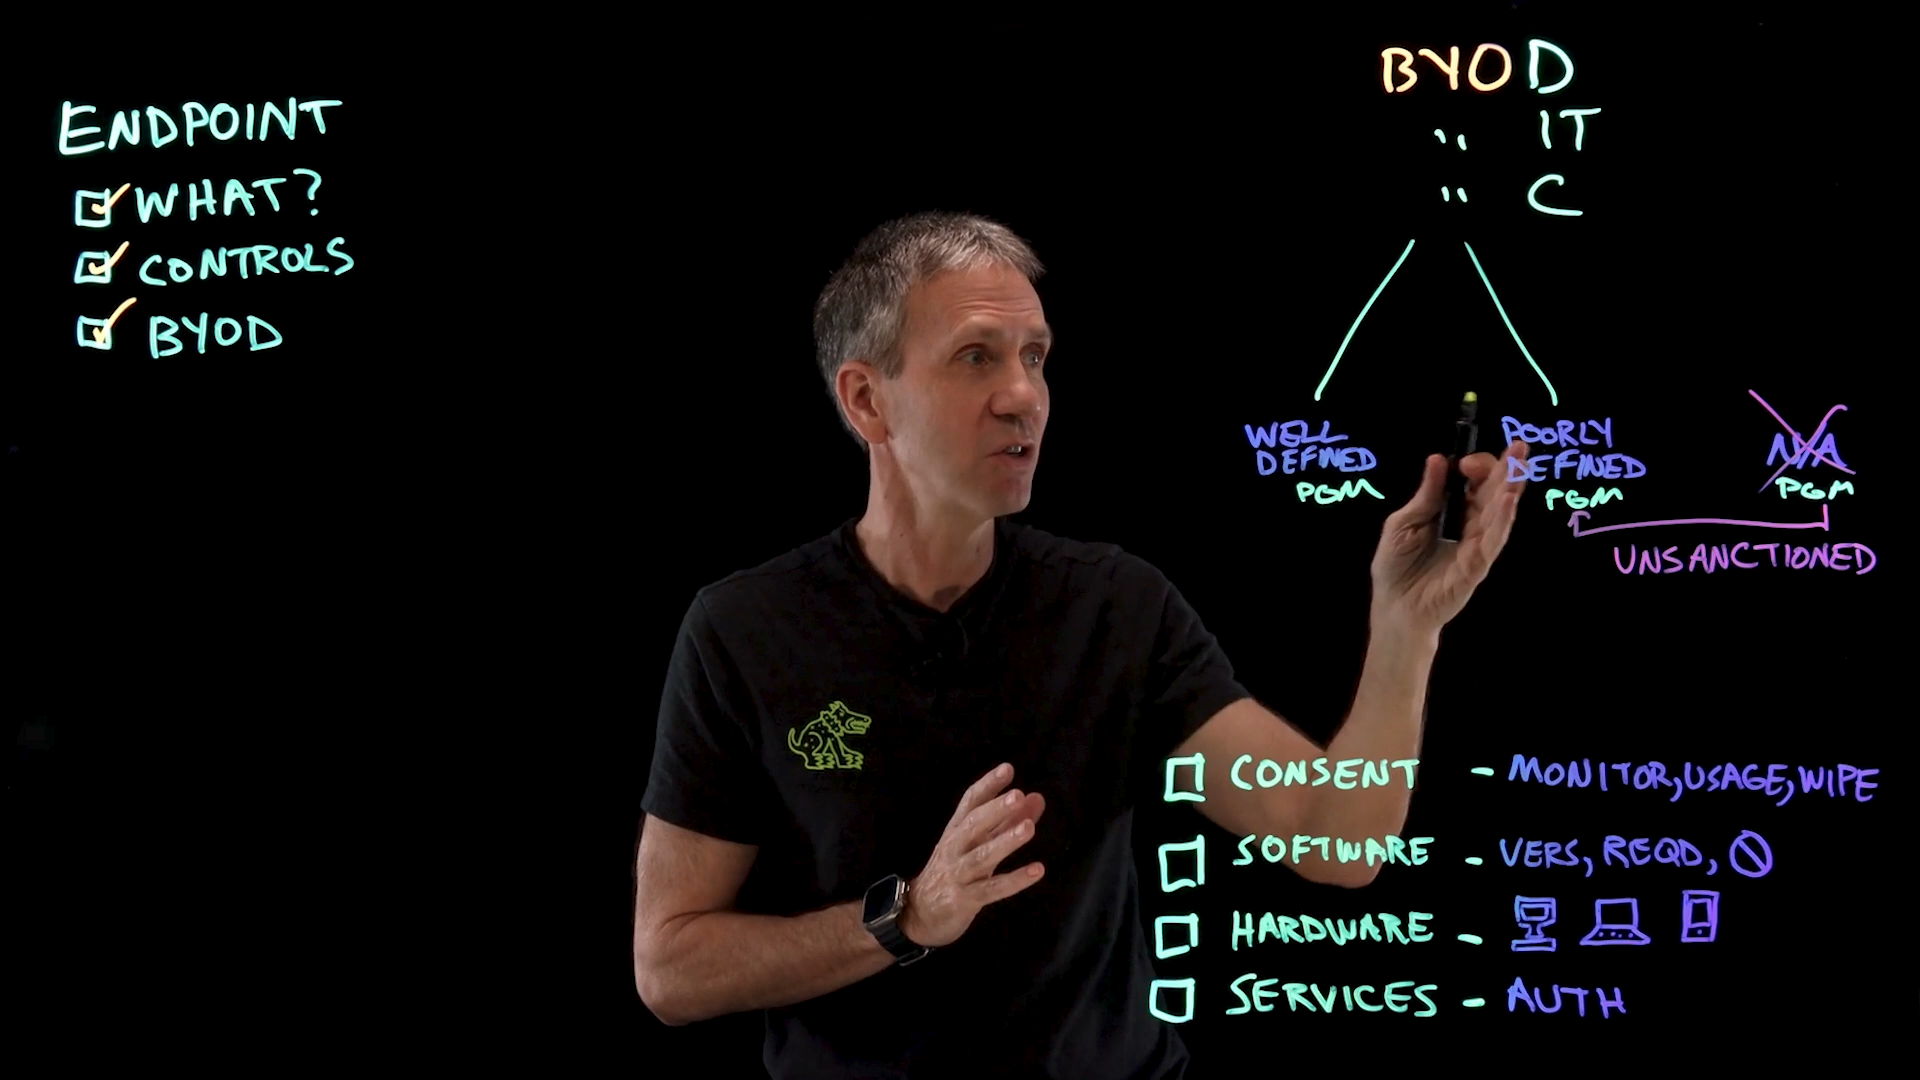 ENDPOINT
WHAT?
CONTROLS
BYOD
BYOD
" IT
" C
WELL
DEFINED
PGM
POORLY
DEFINED
PGM
N/A
PGM
UNSANCTIONED
CONSENT - MONITOR, USAGE, WIPE
SOFTWARE - VERS, REQD,
HARDWARE -
SERVICES - AUTH